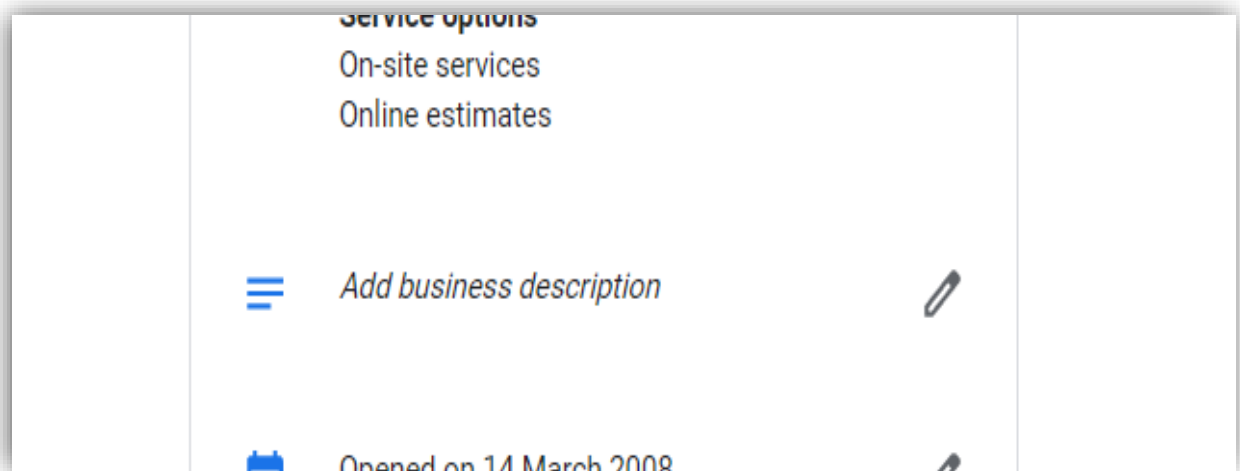 Service options
On-site services
Online estimates
Add business description
Opened on 14 March 2008